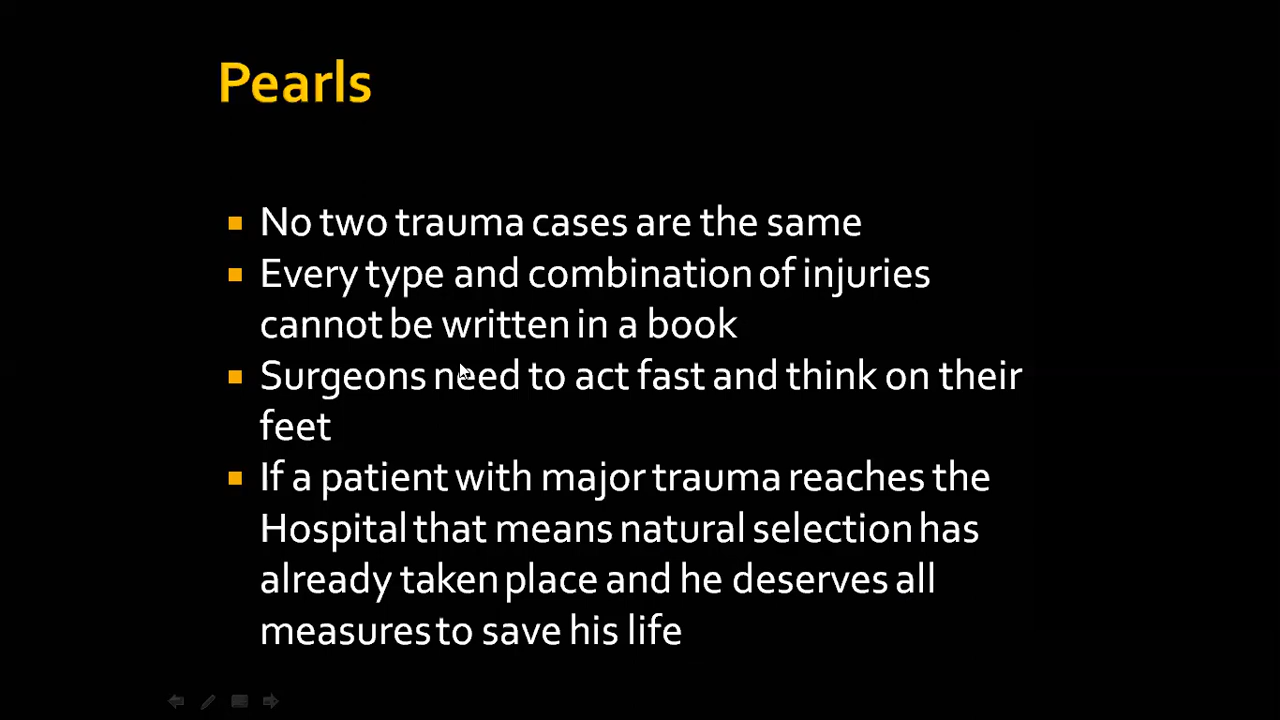 Pearls
No two trauma cases are the same
Every type and combination of injuries
cannot be written in a book
Surgeons need to act fast and think on their
feet
If a patient with major trauma reaches the
Hospital that means natural selection has
already taken place and he deserves all
measures to save his life